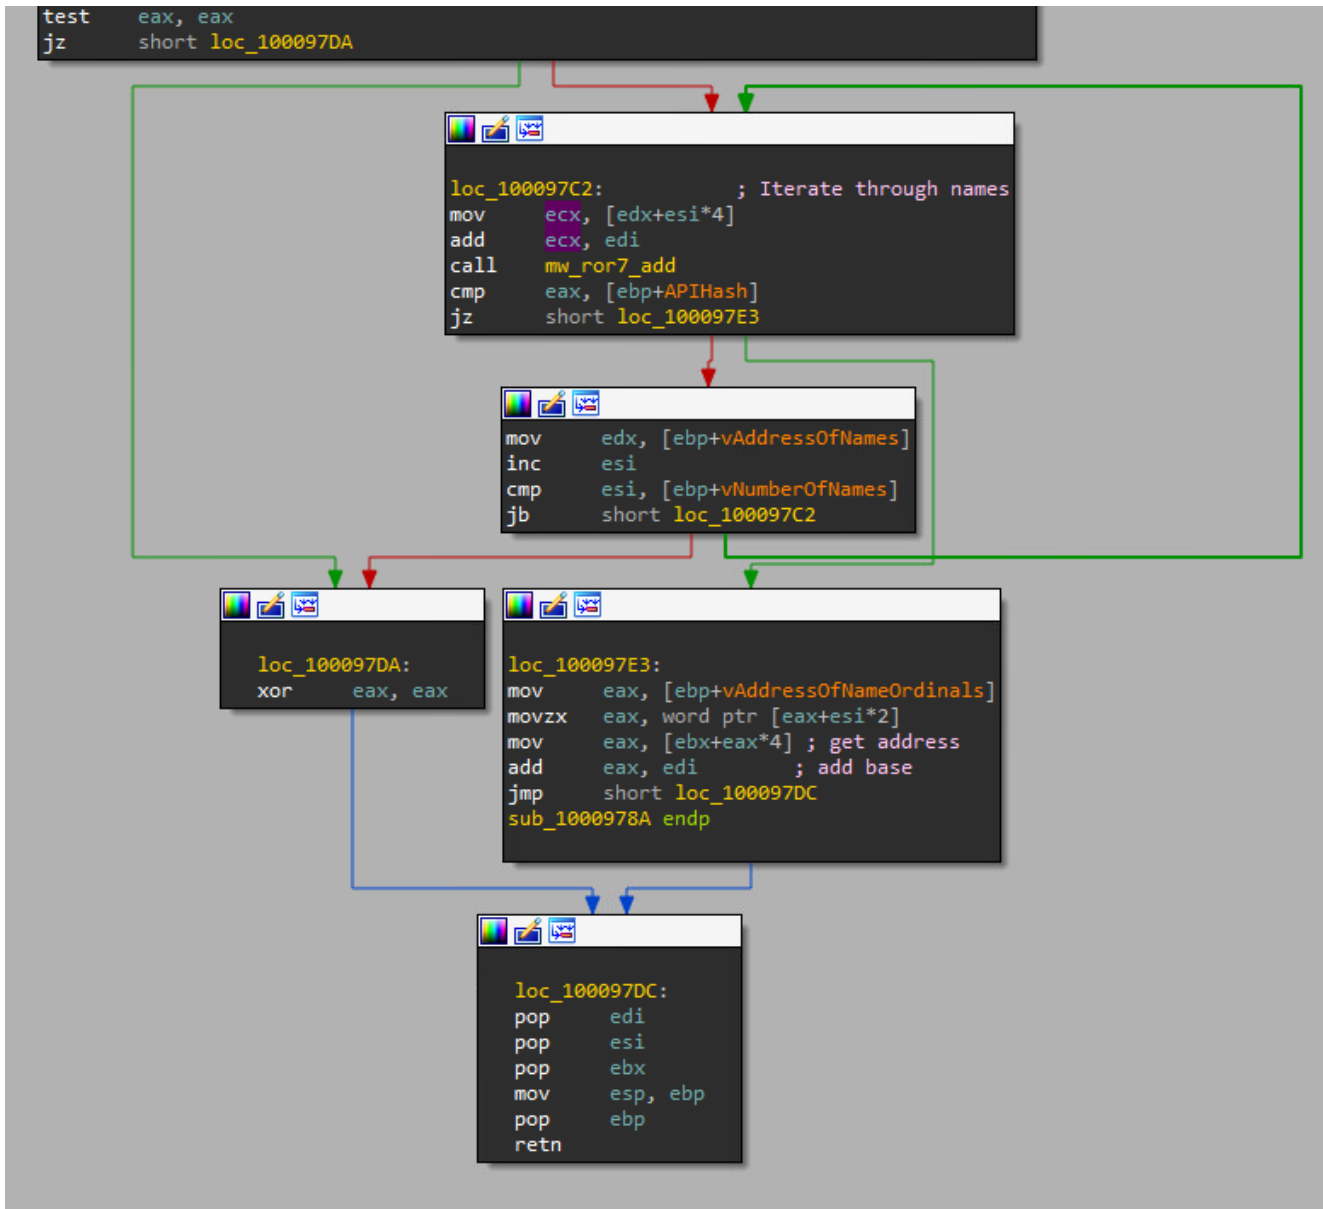 test eax, eax
jz short loc_100097DA
loc_100097C2: ; Iterate through names
mov ecx, [edx+esi*4]
add ecx, edi
call mw_ror7_add
cmp eax, [ebp+APIHash]
jz short loc_100097E3
mov edx, [ebp+vAddressOfNames]
inc esi
cmp esi, [ebp+vNumberOfNames]
jb short loc_100097C2
loc_100097DA:
xor eax, eax
loc_100097E3:
mov eax, [ebp+vAddressOfNameOrdinals]
movzx eax, word ptr [eax+esi*2]
mov eax, [ebx+eax*4] ; get address
add eax, edi ; add base
jmp short loc_100097DC
sub_1000978A endp
loc_100097DC:
pop edi
pop esi
pop ebx
mov esp, ebp
pop ebp
retn